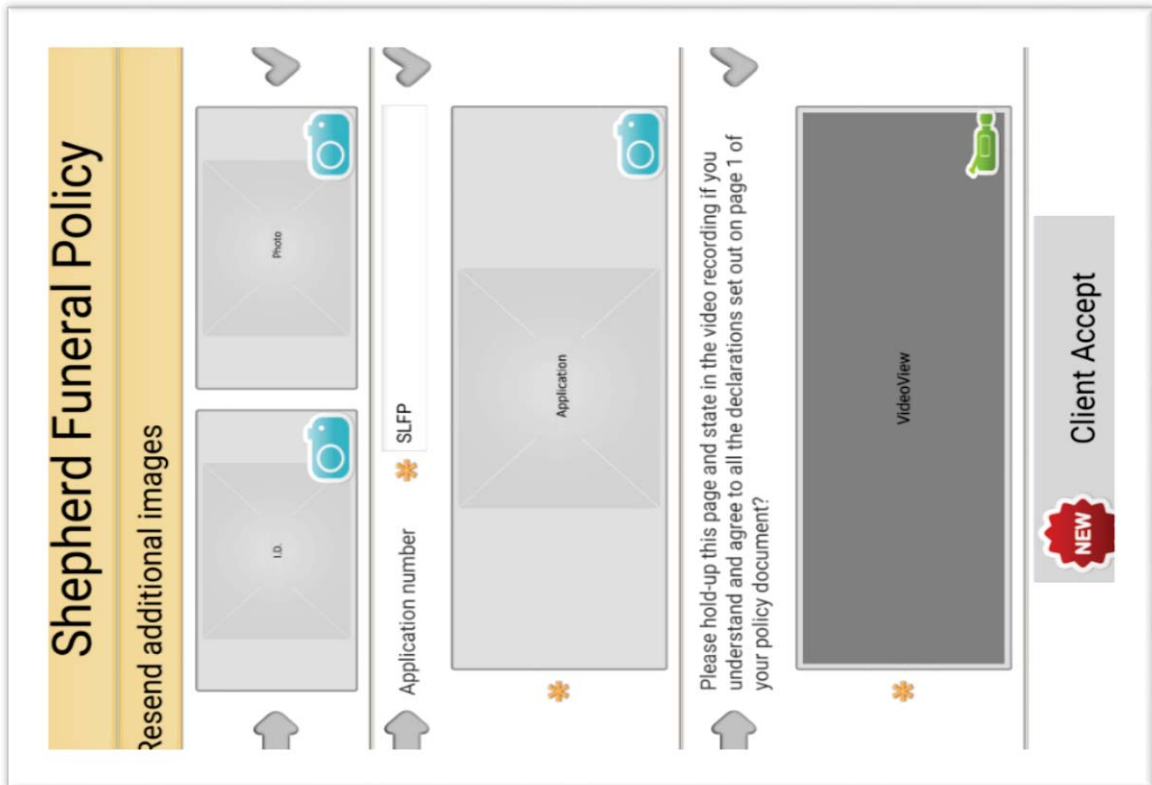 Shepherd Funeral Policy
Resend additional images
I.D.
Photo
Application number
SLFP
Application
Please hold-up this page and state in the video recording if you
understand and agree to all the declarations set out on page 1 of
your policy document?
VideoView
NEW
Client Accept